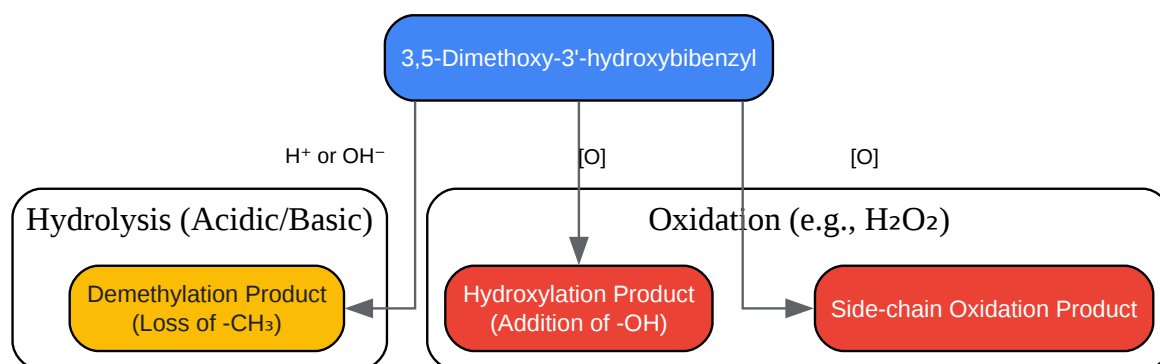 3,5-Dimethoxy-3'-hydroxybibenzyl
H⁺ or OH⁻
[O]
[O]
Hydrolysis (Acidic/Basic)
Oxidation (e.g., H₂O₂)
Demethylation Product
(Loss of -CH₃)
Hydroxylation Product
(Addition of -OH)
Side-chain Oxidation Product